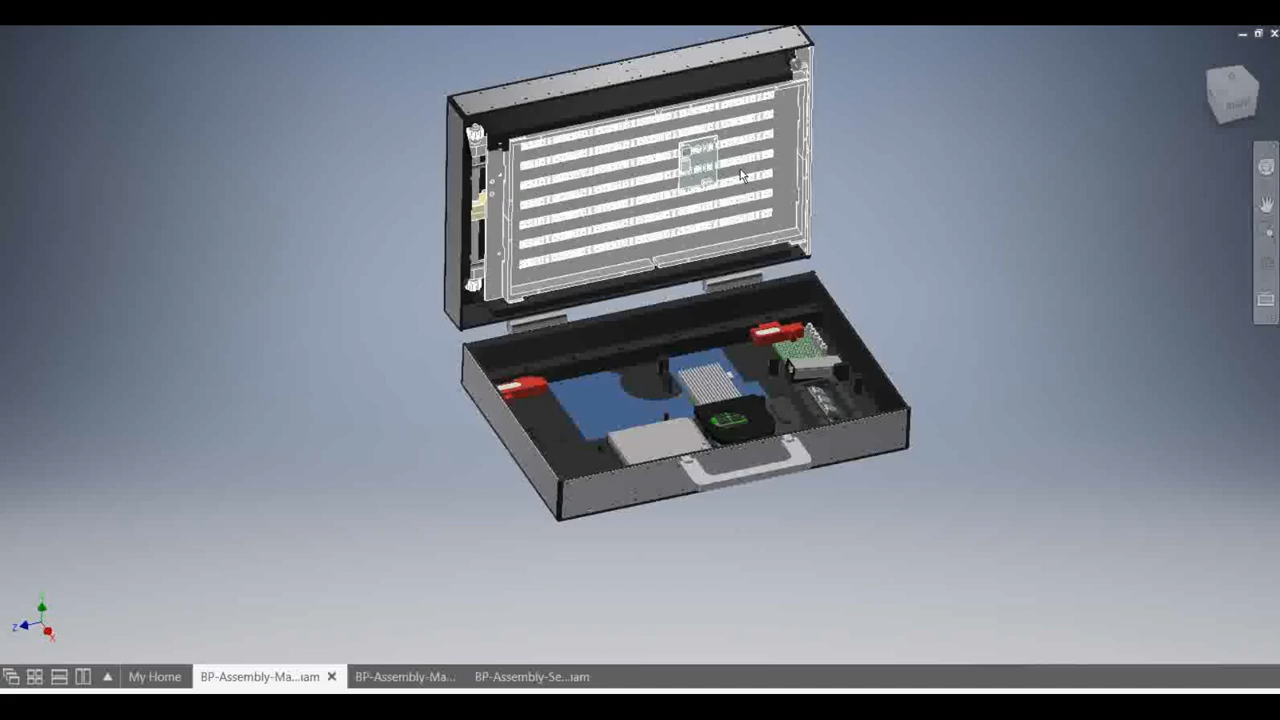 My Home
BP-Assembly-Ma...iam
BP-Assembly-Ma...
BP-Assembly-Se...iam
Z
X